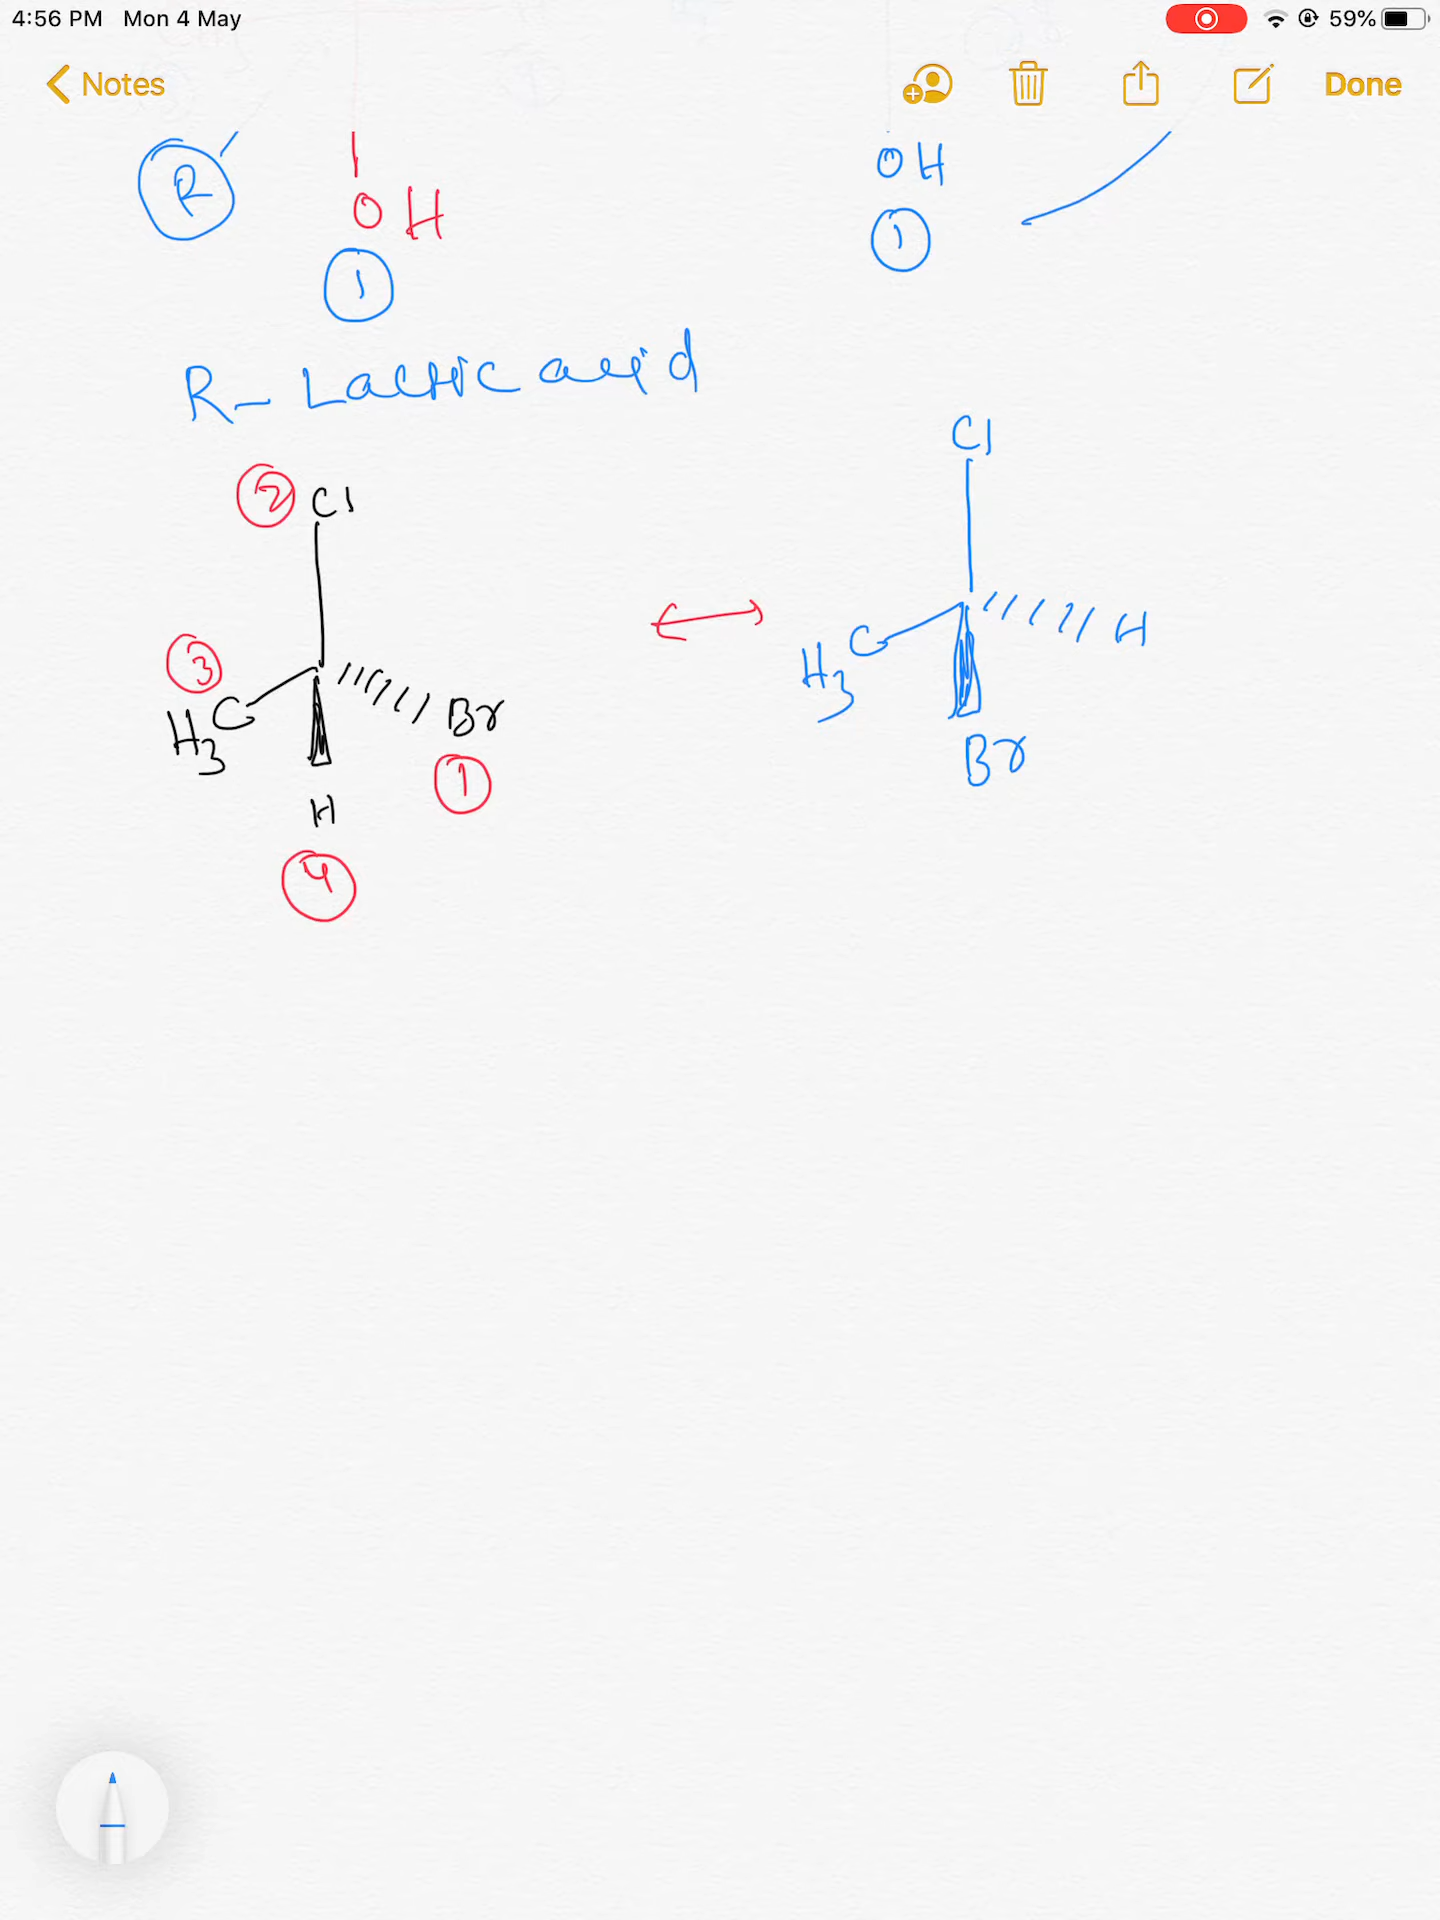 4:56 PM Mon 4 May 59%
Notes Done
R
OH
1
OH
1
R- Lactic acid
2 Cl
3
H3C
Br
1
H
4
Cl
H3C
H
Br